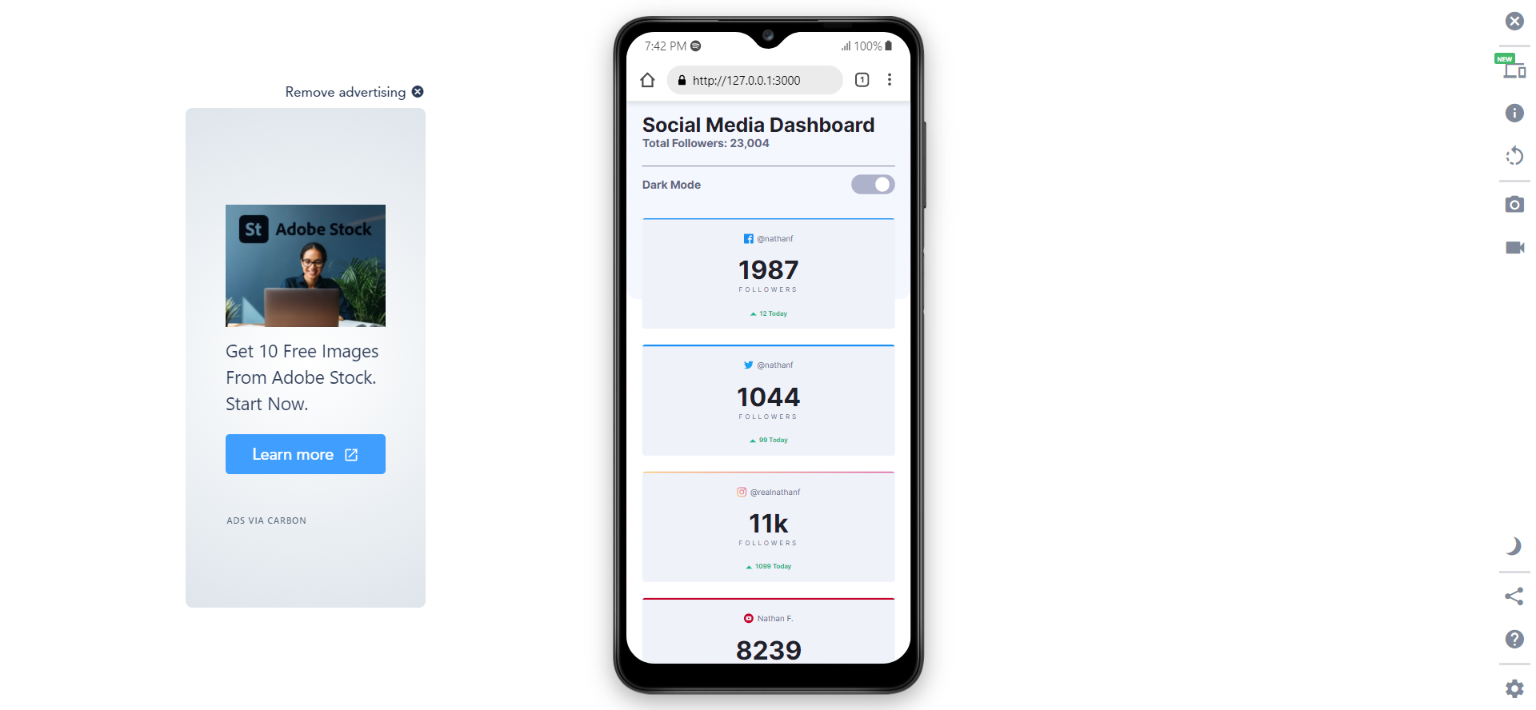 Remove advertising
St Adobe Stock
Get 10 Free Images
From Adobe Stock.
Start Now.
Learn more
ADS VIA CARBON
7:42 PM
100%
http://127.0.0.1:3000
1
Social Media Dashboard
Total Followers: 23,004
Dark Mode
@nathanf
1987
FOLLOWERS
12 Today
@nathanf
1044
FOLLOWERS
99 Today
@realnathanf
11k
FOLLOWERS
1099 Today
Nathan F.
8239
NEW